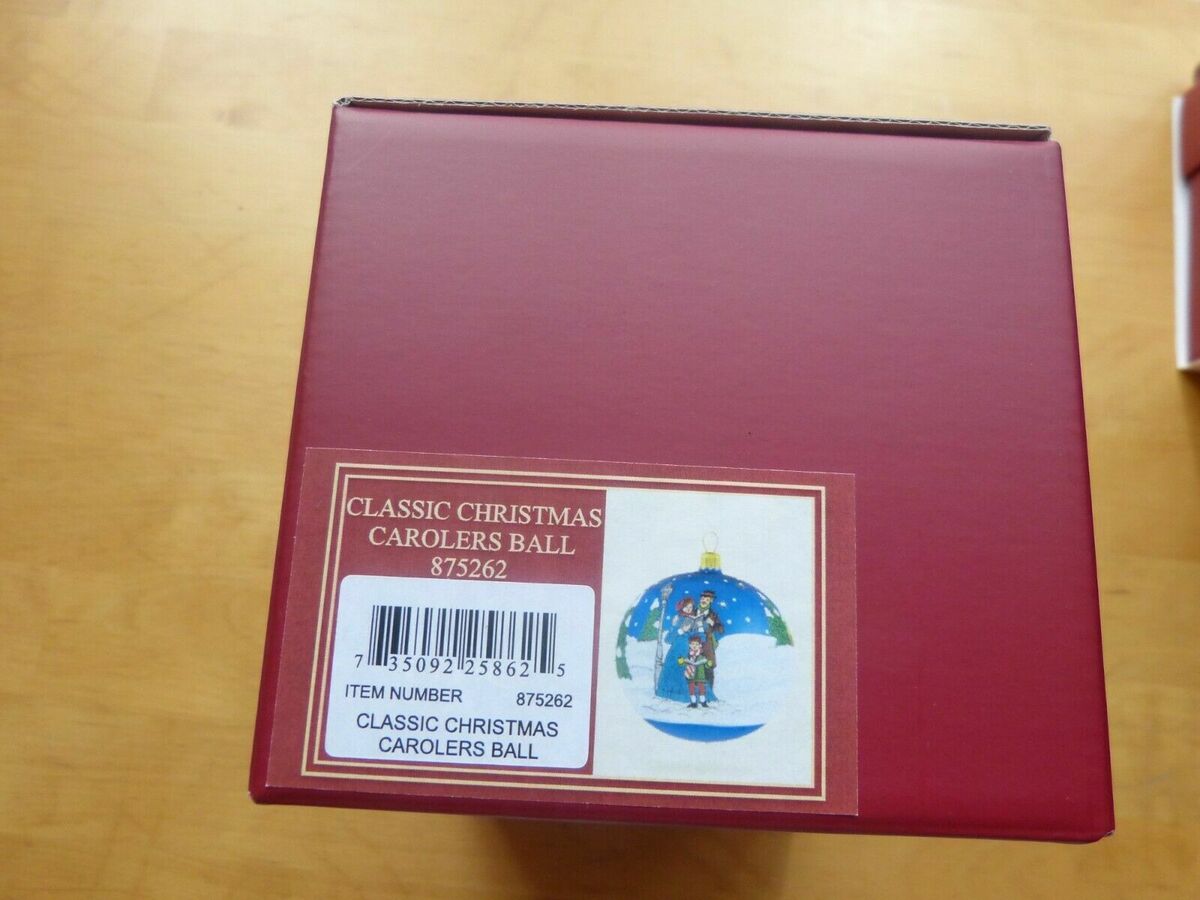 CLASSIC CHRISTMAS
CAROLERS BALL
875262
7 35092 25862 5
ITEM NUMBER 875262
CLASSIC CHRISTMAS
CAROLERS BALL